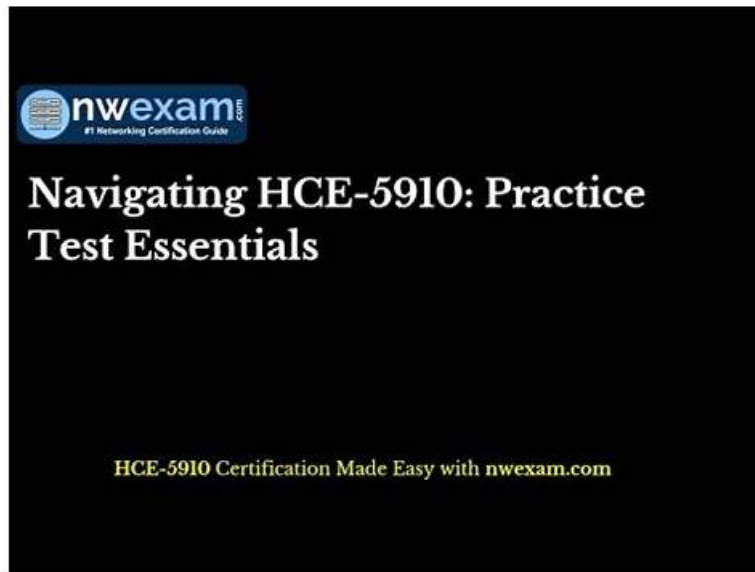 nwexam.com
#1 Networking Certification Guide
Navigating HCE-5910: Practice
Test Essentials
HCE-5910 Certification Made Easy with nwexam.com